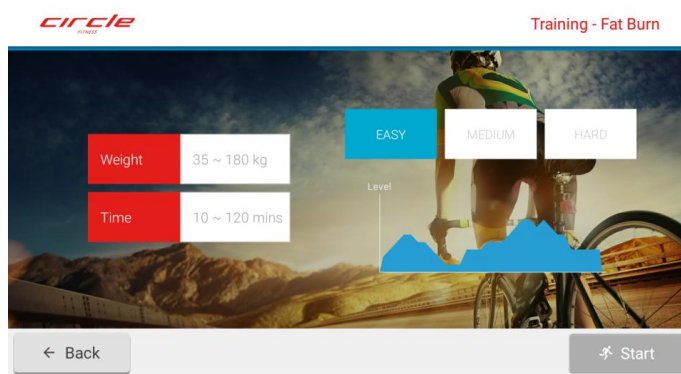 circle
FITNESS
Training - Fat Burn
EASY
MEDIUM
HARD
Weight
35 ~ 180 kg
Level
Time
10 ~ 120 mins
Back
Start